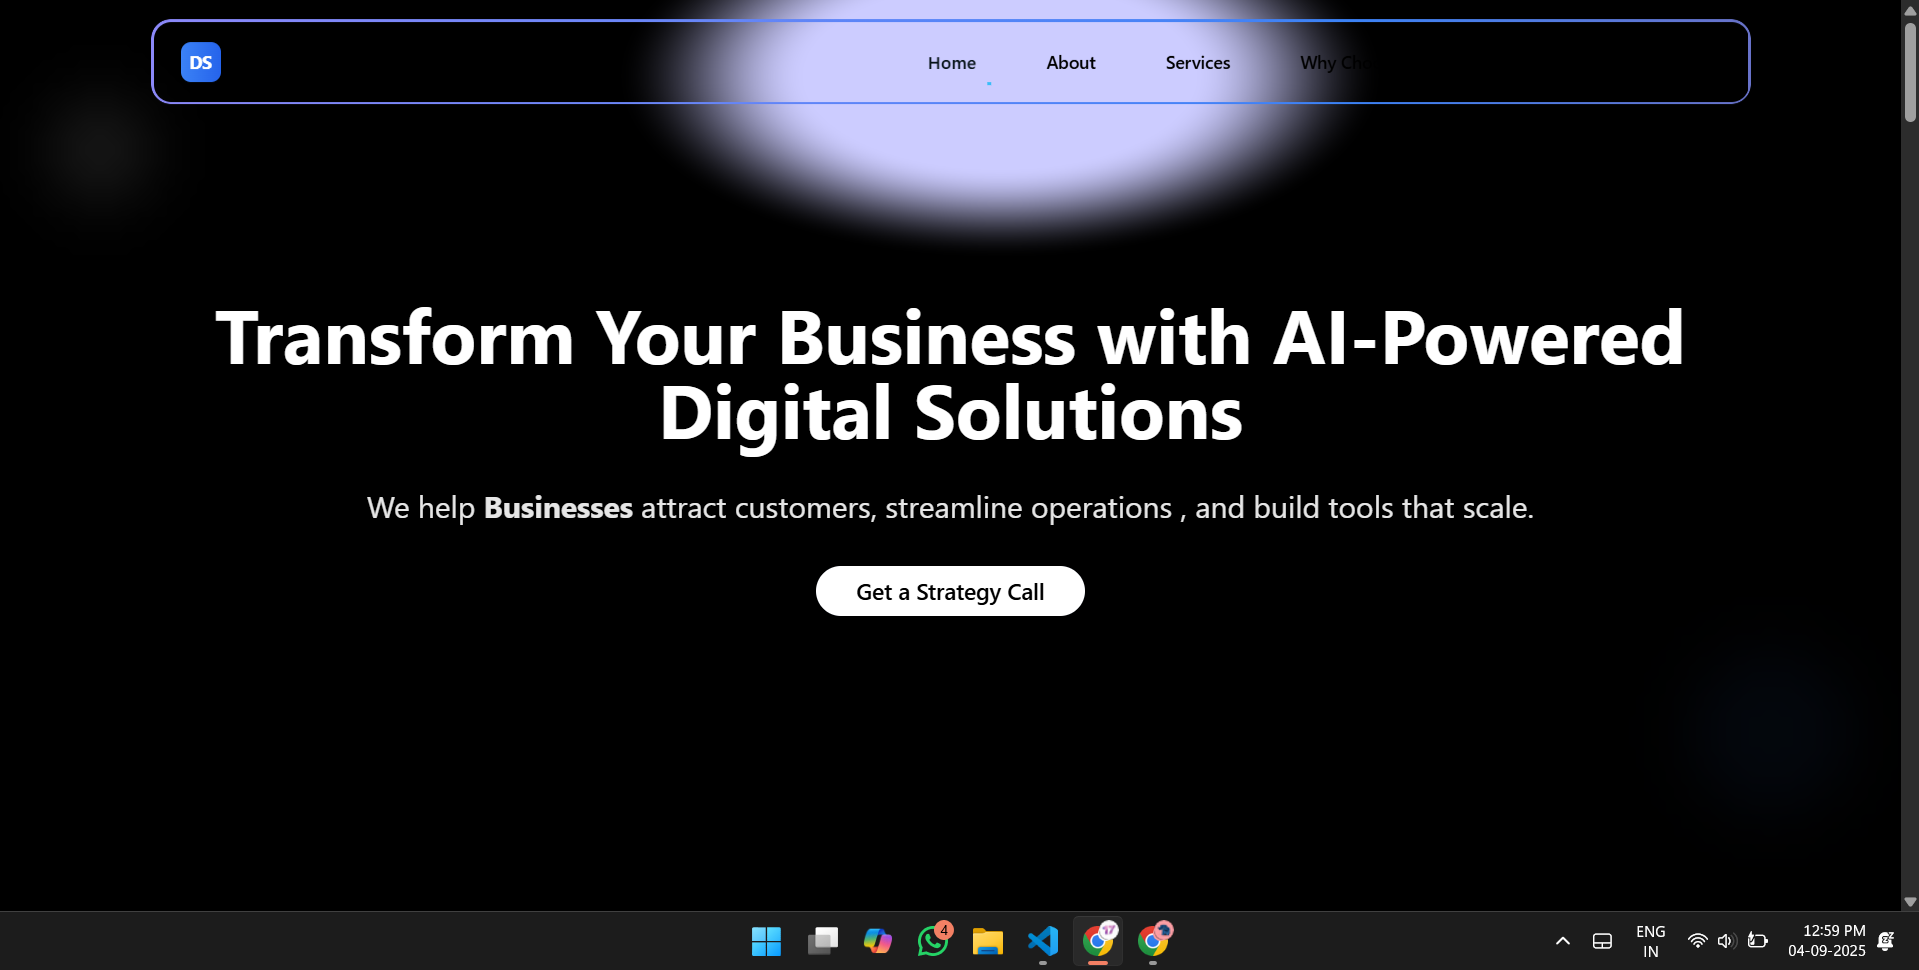 DS
Home About Services Why Ch
Transform Your Business with AI-Powered
Digital Solutions
We help Businesses attract customers, streamline operations , and build tools that scale.
Get a Strategy Call
4
ENG
IN
12:59 PM
04-09-2025